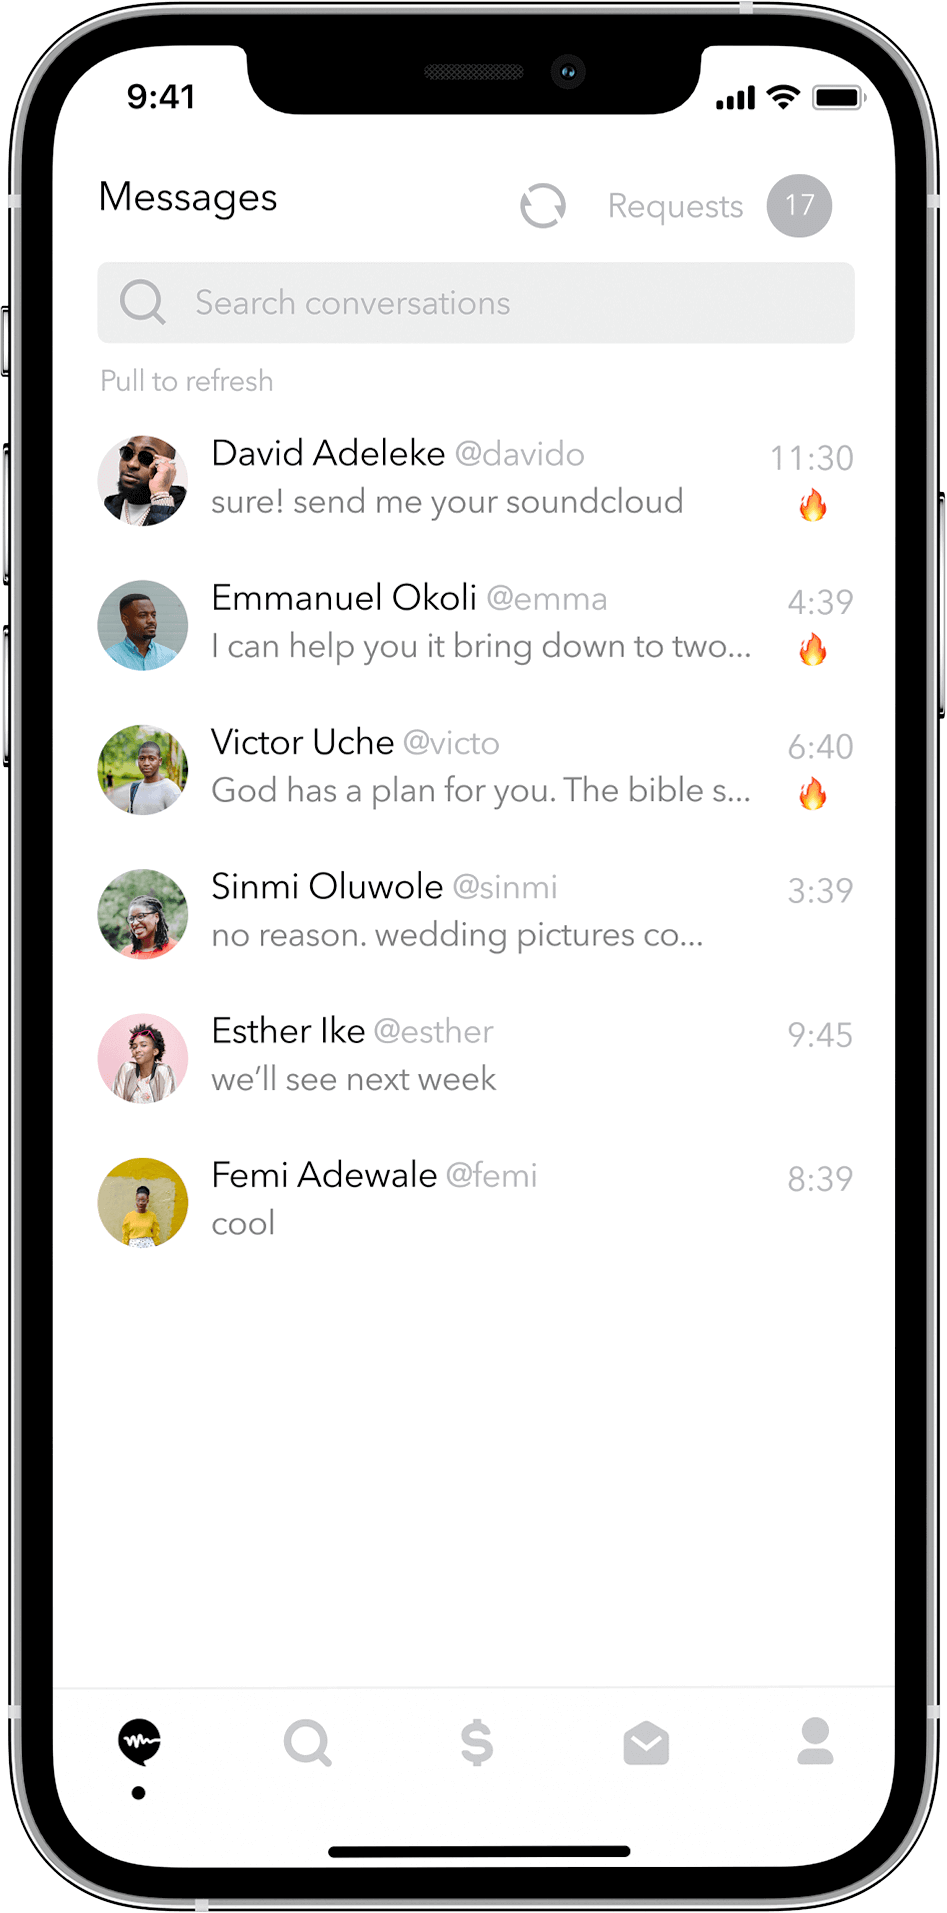 9:41
Messages
Requests 17
Search conversations
Pull to refresh
David Adeleke @davido 11:30
sure! send me your soundcloud
Emmanuel Okoli @emma 4:39
I can help you it bring down to two...
Victor Uche @victo 6:40
God has a plan for you. The bible s...
Sinmi Oluwole @sinmi 3:39
no reason. wedding pictures co...
Esther Ike @esther 9:45
we’ll see next week
Femi Adewale @femi 8:39
cool